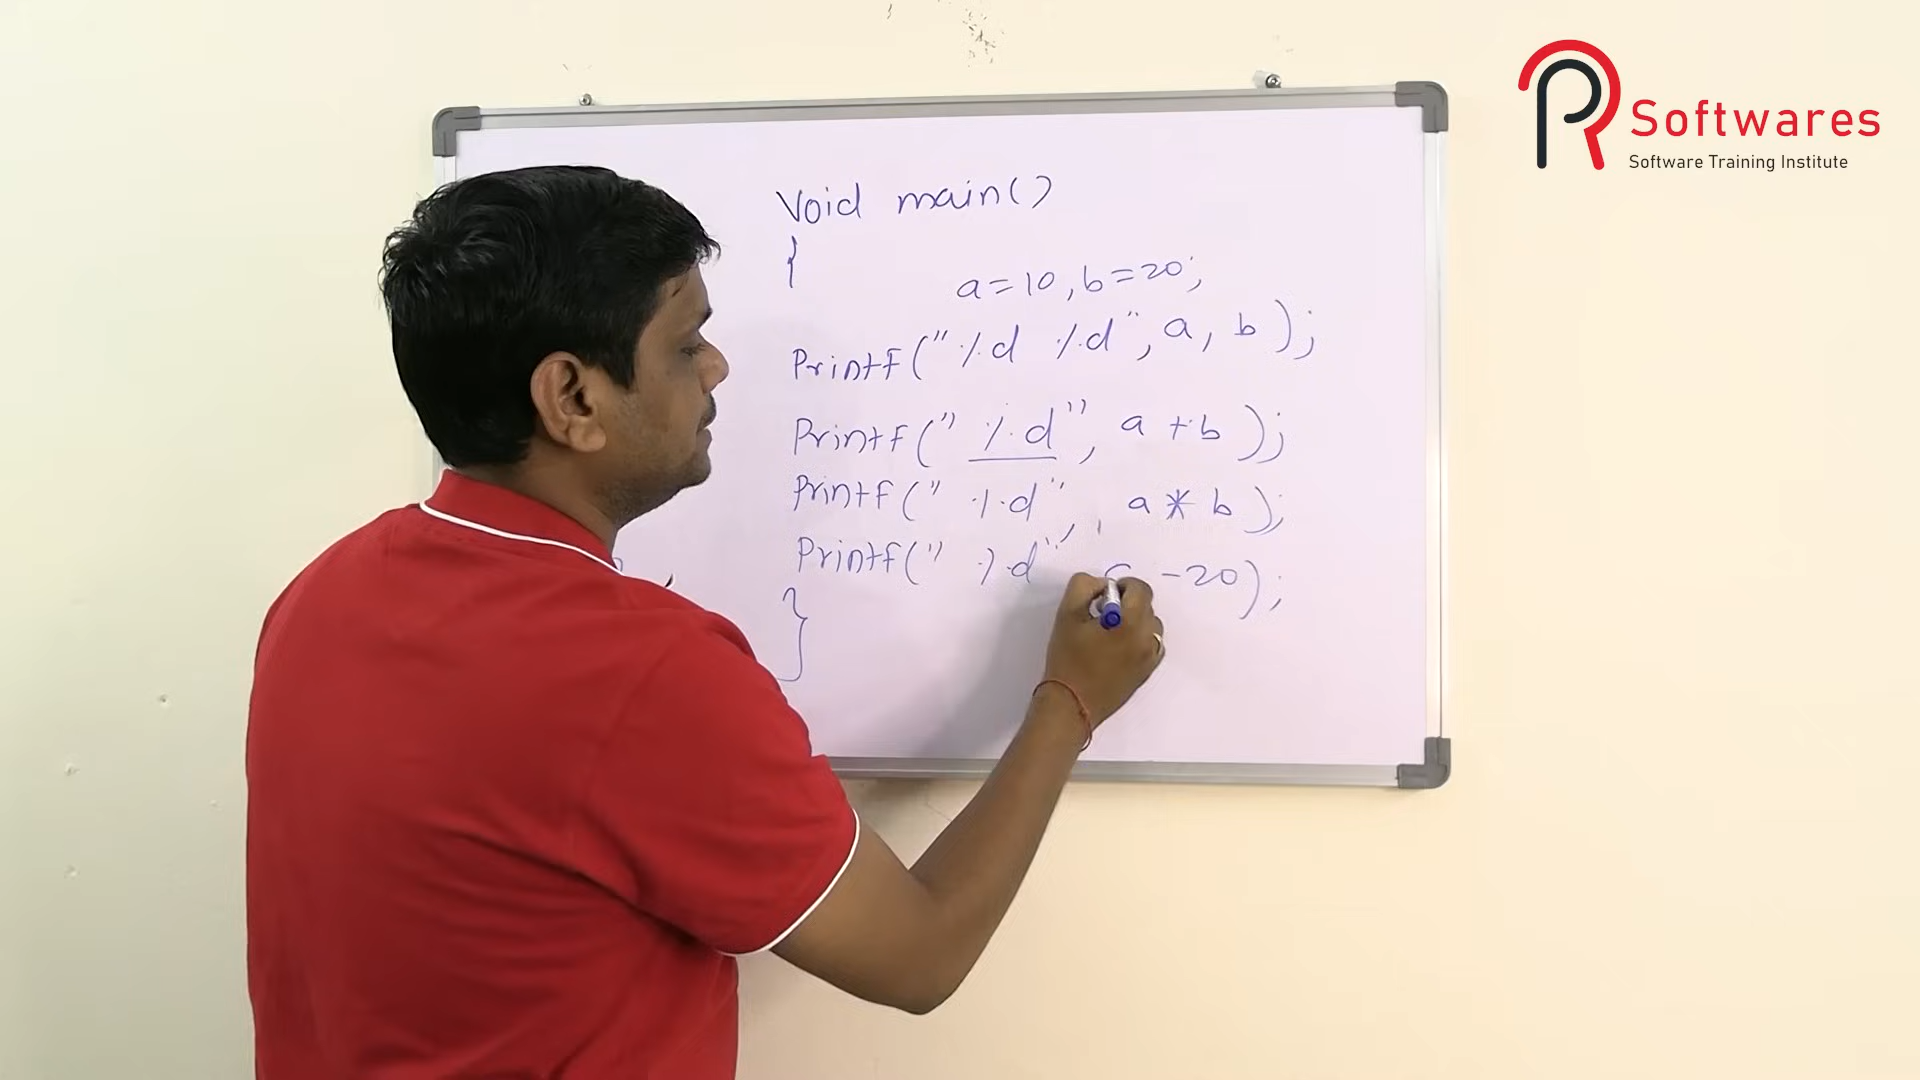 Void main()
{
a=10, b=20;
Printf("%d %d", a, b);
Printf("%d", a+b);
Printf("%d", a*b);
Printf("%d" -20);
}
R Softwares
Software Training Institute